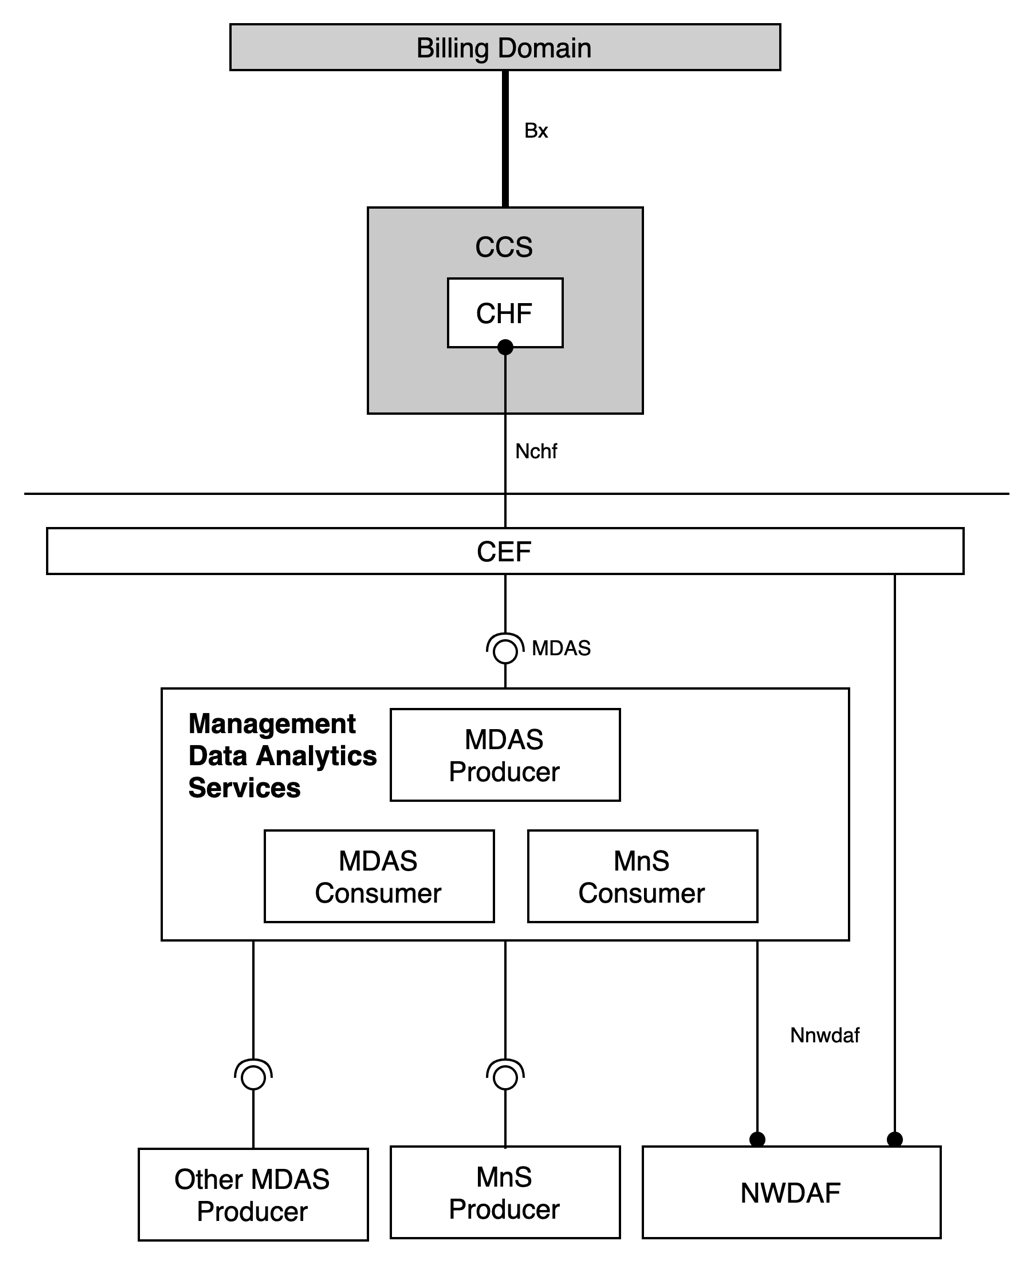 Billing Domain
Bx
CCS
CHF
Nchf
CEF
MDAS
Management
Data Analytics
Services
MDAS
Producer
MDAS
Consumer
MnS
Consumer
Nnwdaf
Other MDAS
Producer
MnS
Producer
NWDAF